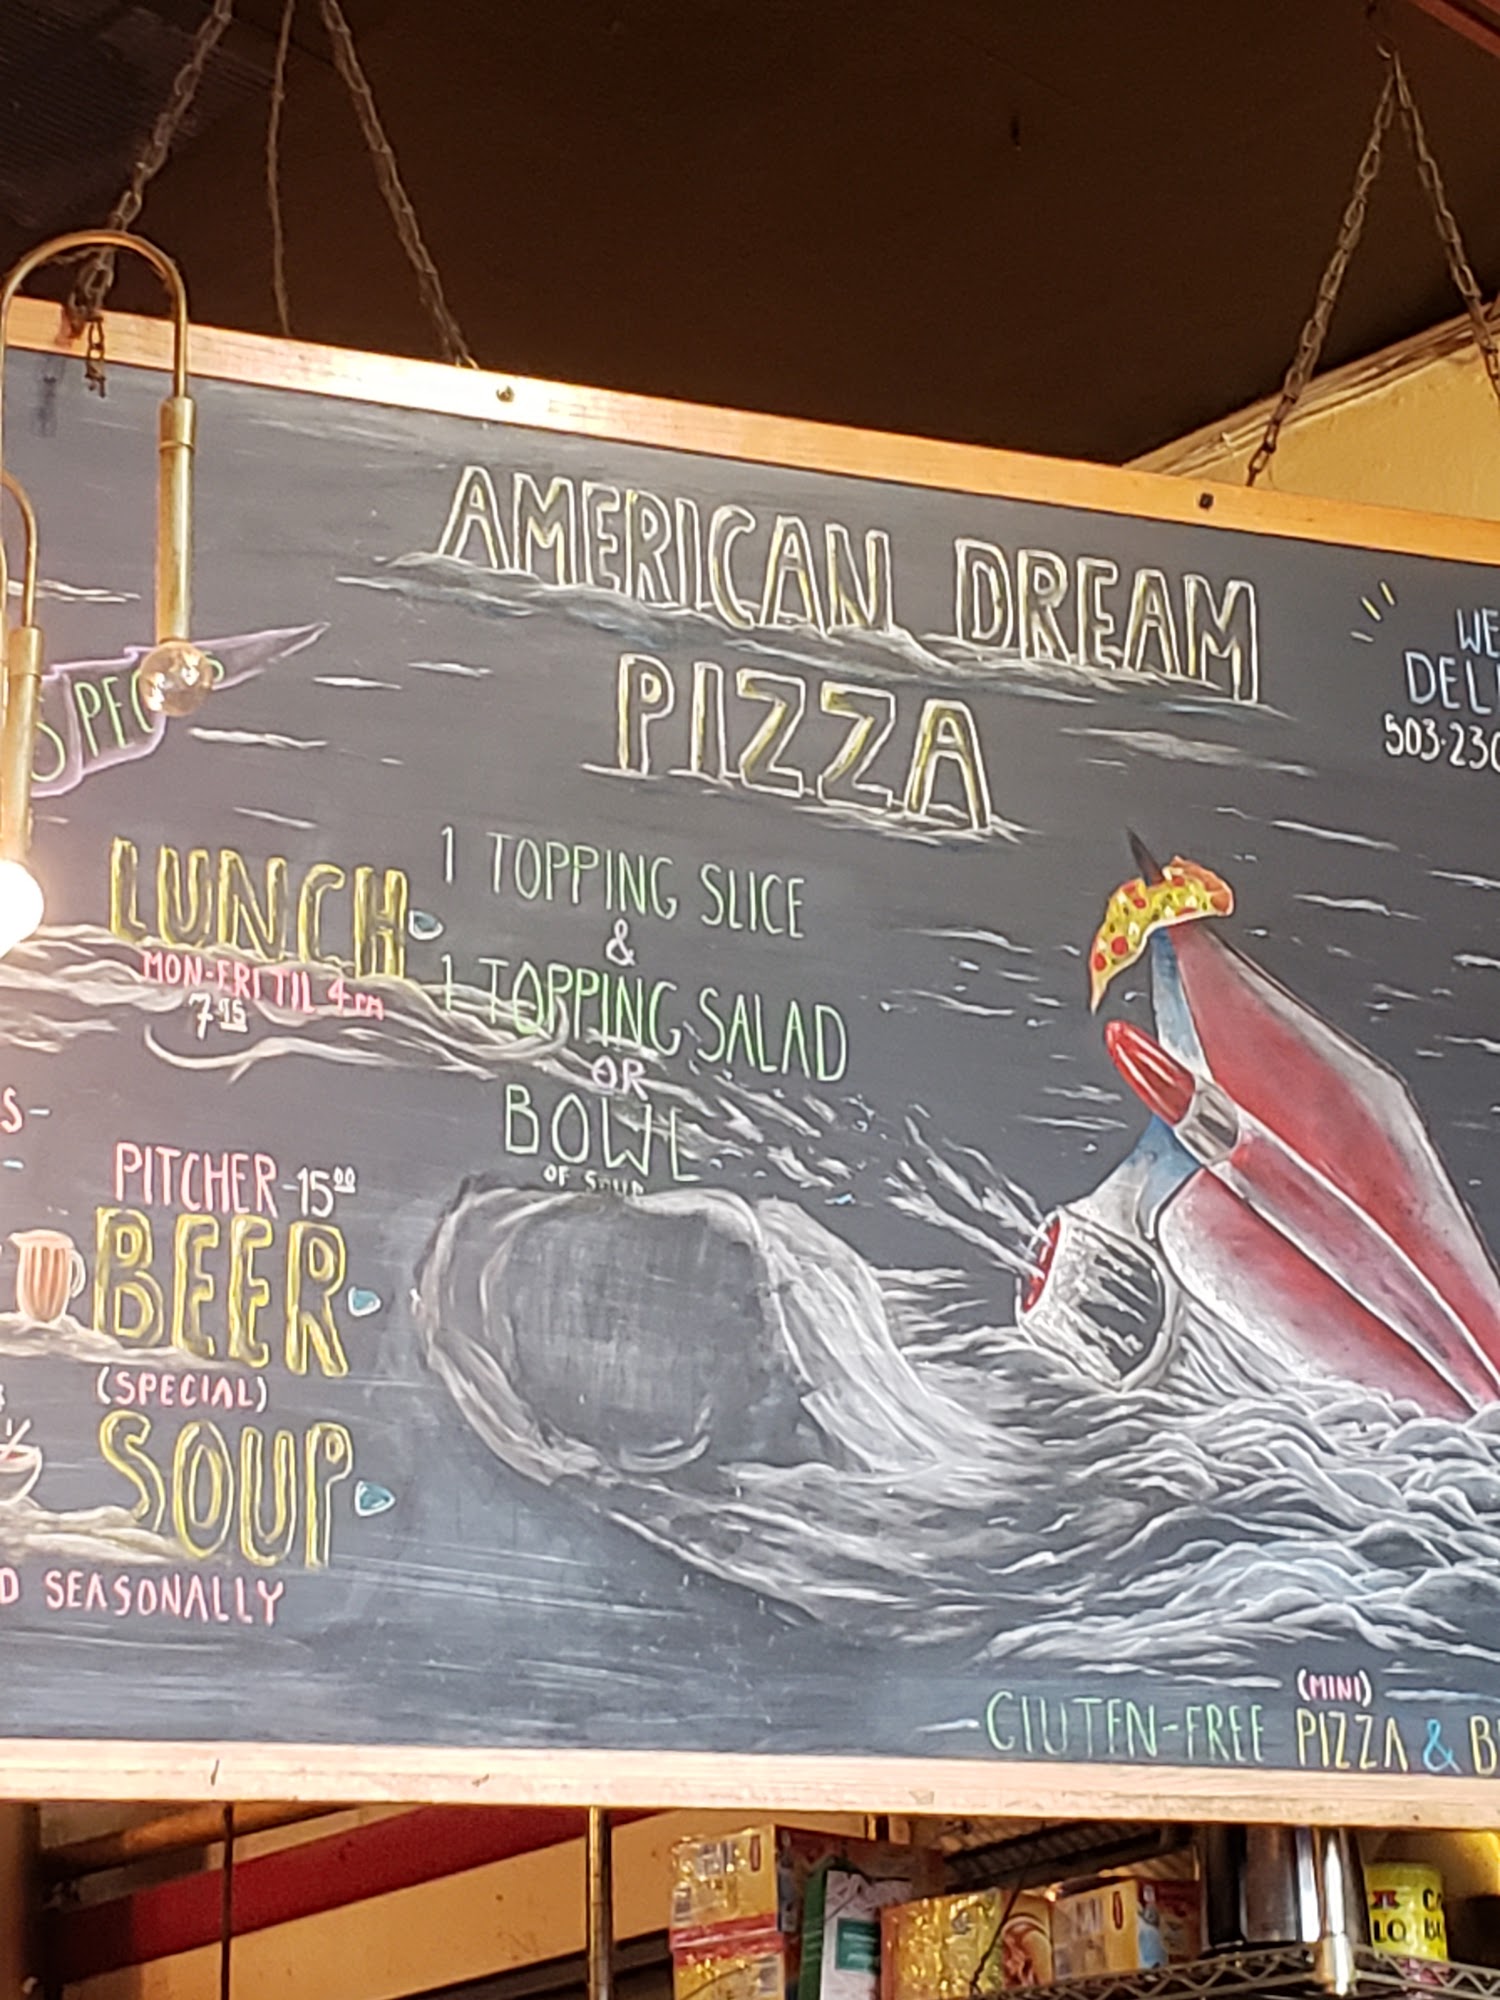 AMERICAN DREAM
PIZZA
WE
DELI
503·230
SPEC
LUNCH
MON-FRI TIL 4PM
7.95
1 TOPPING SLICE
&
1 TOPPING SALAD
OR
BOWL
OF SOUP
S-
PITCHER-15.00
BEER
(SPECIAL)
SOUP
D SEASONALLY
(MINI)
-GLUTEN-FREE PIZZA & B